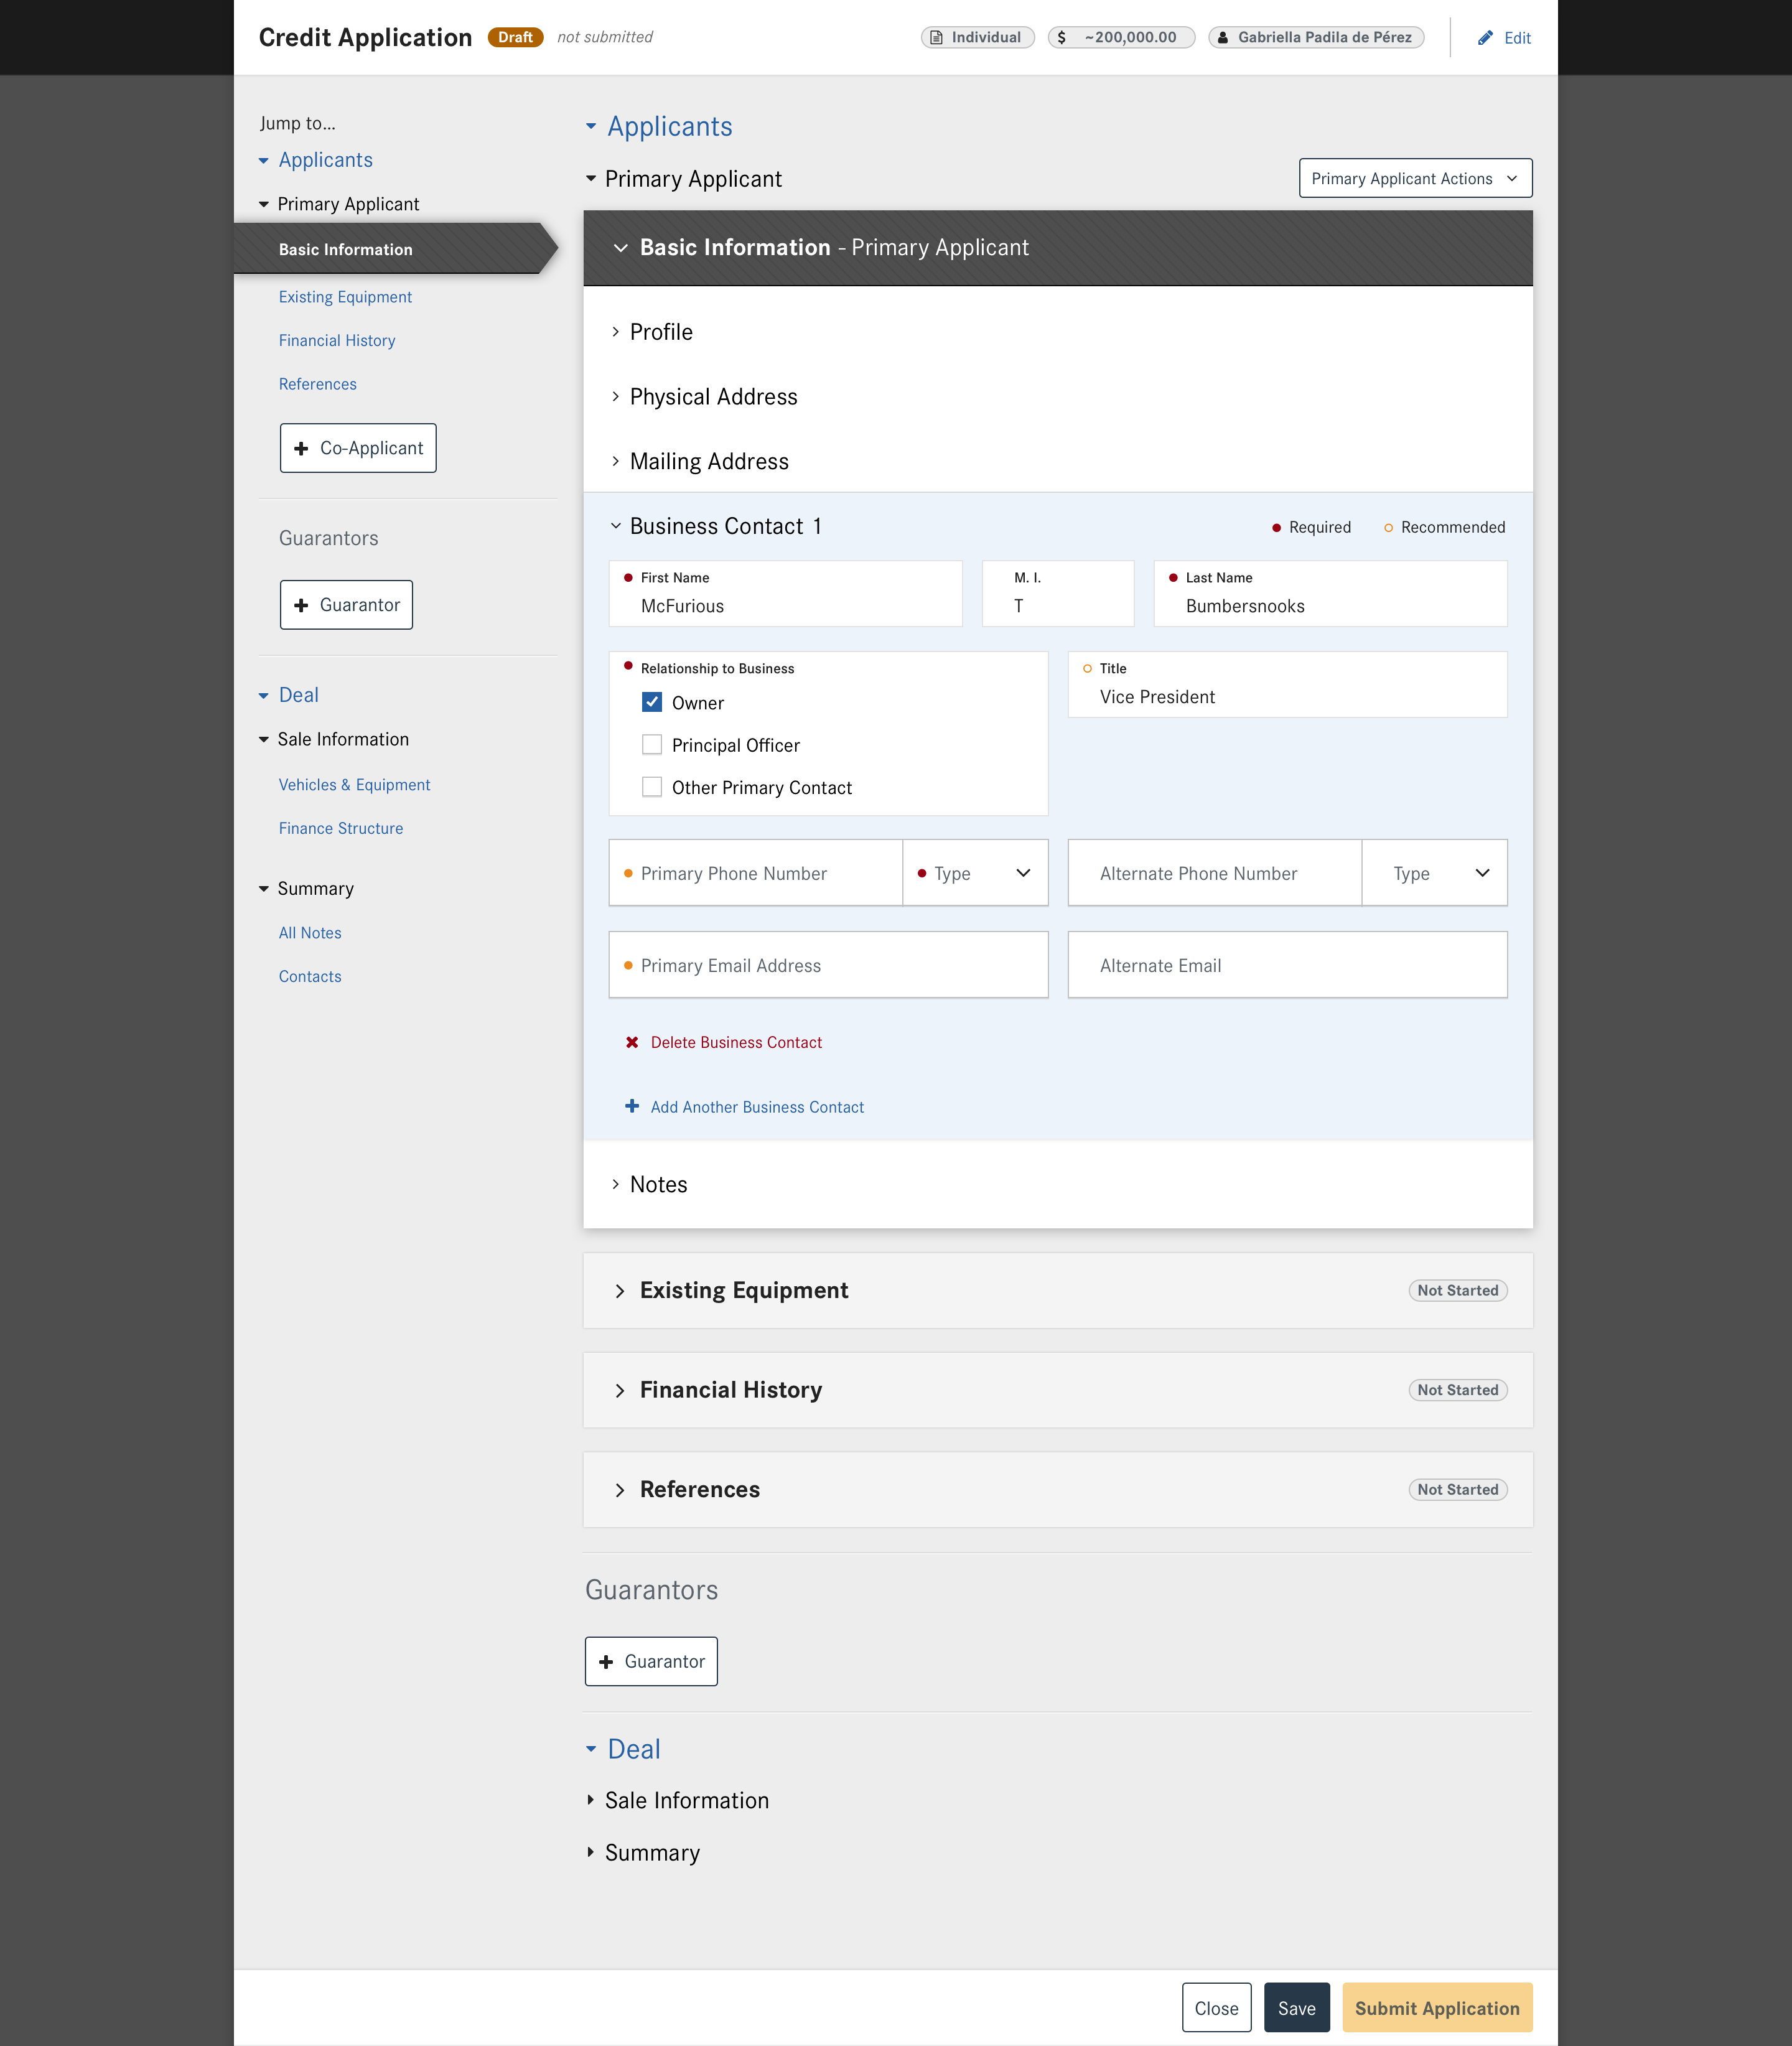 Credit Application Draft not submitted Individual $ ~200,000.00 Gabriella Padila de Pérez Edit
Jump to...
Applicants
Primary Applicant
Basic Information
Existing Equipment
Financial History
References
Co-Applicant
Guarantors
Guarantor
Deal
Sale Information
Vehicles & Equipment
Finance Structure
Summary
All Notes
Contacts
Applicants
Primary Applicant Primary Applicant Actions
Basic Information - Primary Applicant
Profile
Physical Address
Mailing Address
Business Contact 1 Required Recommended
First Name M. I. Last Name
McFurious T Bumbersnooks
Relationship to Business Title
Owner Vice President
Principal Officer
Other Primary Contact
Primary Phone Number Type Alternate Phone Number Type
Primary Email Address Alternate Email
Delete Business Contact
Add Another Business Contact
Notes
Existing Equipment Not Started
Financial History Not Started
References Not Started
Guarantors
Guarantor
Deal
Sale Information
Summary
Close Save Submit Application